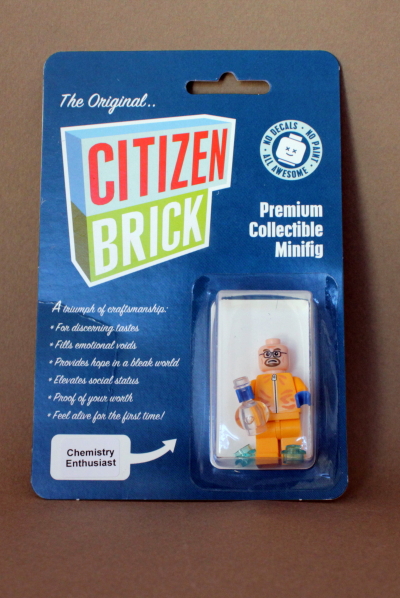 The Original..
CITIZEN
BRICK
NO DECALS • NO PAINT • ALL AWESOME •
Premium
Collectible
Minifig
A triumph of craftsmanship:
• For discerning tastes
• Fills emotional voids
• Provides hope in a bleak world
• Elevates social status
• Proof of your worth
• Feel alive for the first time!
Chemistry
Enthusiast